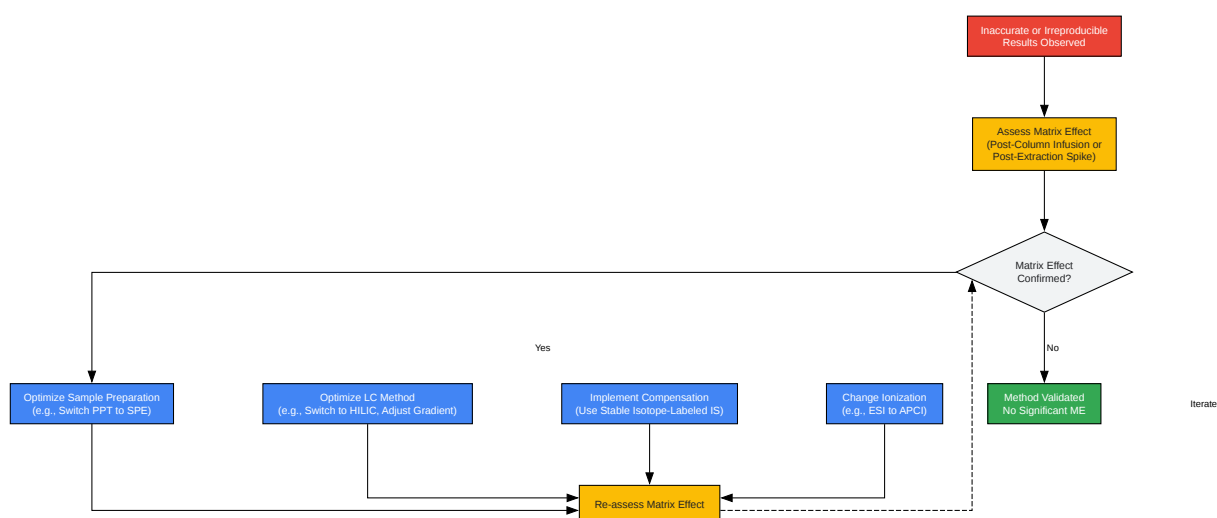 Inaccurate or Irreproducible
Results Observed
Assess Matrix Effect
(Post-Column Infusion or
Post-Extraction Spike)
Matrix Effect
Confirmed?
Yes
No
Optimize Sample Preparation
(e.g., Switch PPT to SPE)
Optimize LC Method
(e.g., Switch to HILIC, Adjust Gradient)
Implement Compensation
(Use Stable Isotope-Labeled IS)
Change Ionization
(e.g., ESI to APCI)
Method Validated
No Significant ME
Iterate
Re-assess Matrix Effect